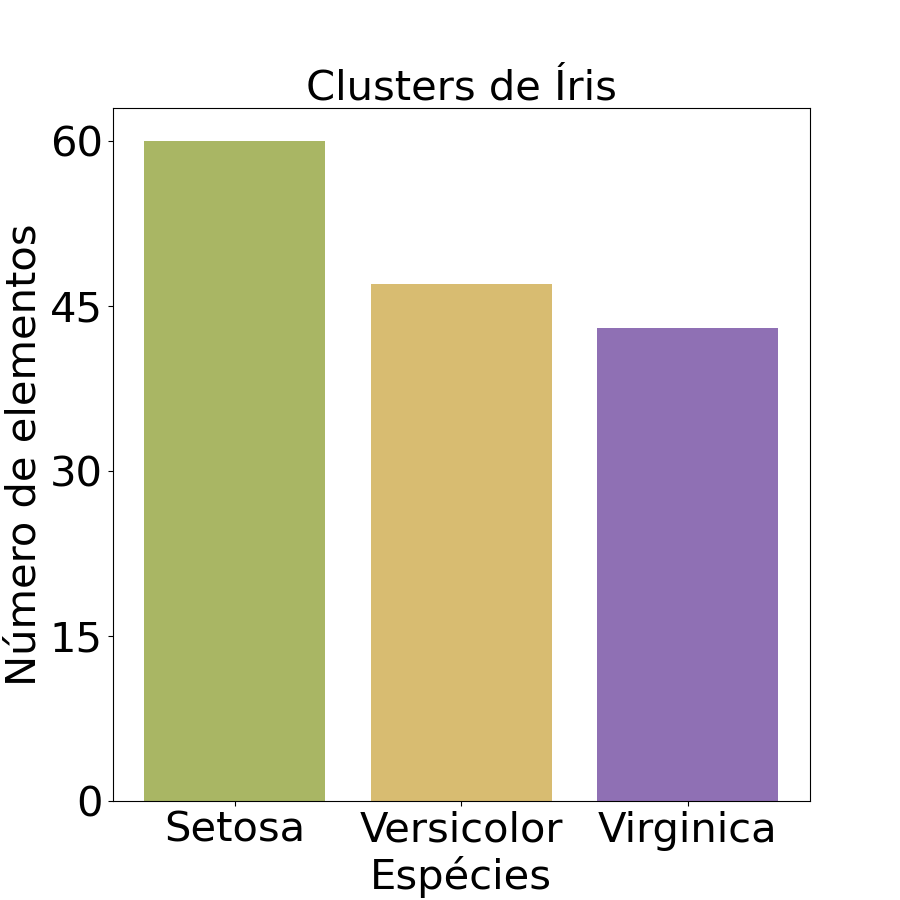 Clusters de Íris
Número de elementos
60
45
30
15
0
Setosa Versicolor Virginica
Espécies